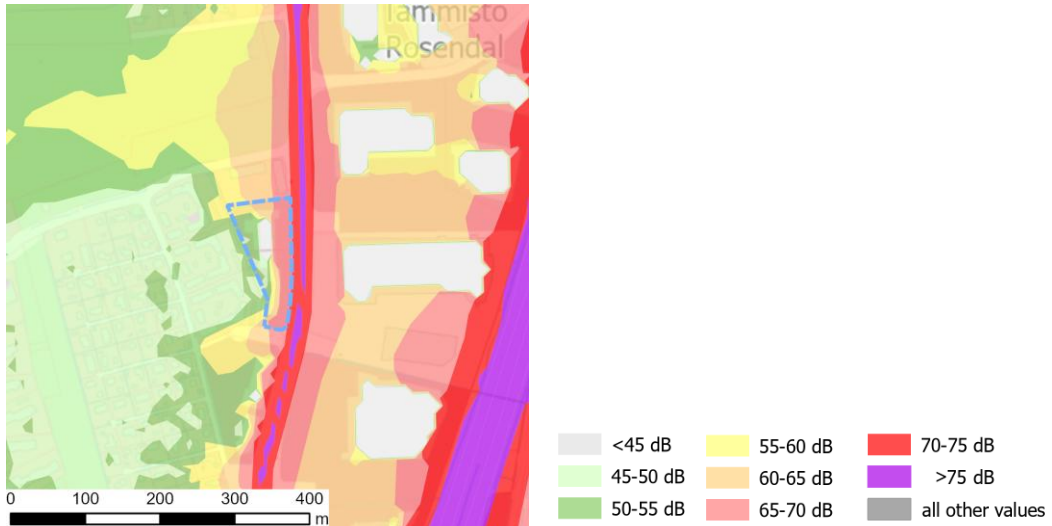 Tammisto
Rosendal
0 100 200 300 400
m
<45 dB 55-60 dB 70-75 dB
45-50 dB 60-65 dB >75 dB
50-55 dB 65-70 dB all other values